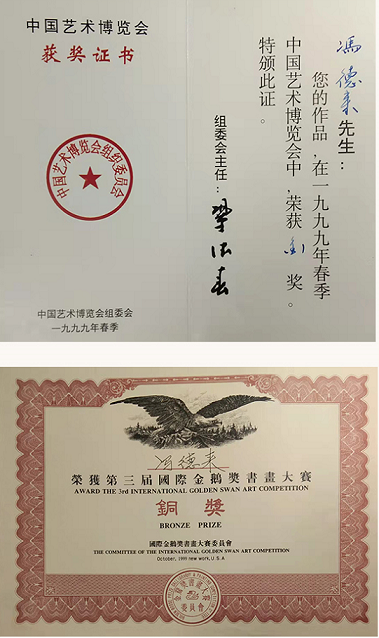 中国艺术博览会
获奖证书
中国艺术博览会组织委员会
中国艺术博览会组委会
一九九九年春季
冯德来先生：
您的作品，在一九九九年春季
中国艺术博览会中，荣获 奖。
特颁此证。
组委会主任：
冯德来
榮獲第三届國際金鵝獎書畫大賽
AWARD THE 3rd INTERNATIONAL GOLDEN SWAN ART COMPETITION
銅獎
BRONZE PRIZE
國際金鵝獎書畫大賽委員會
THE COMMITTEE OF THE INTERNATIONAL GOLDEN SWAN ART COMPETITION
October, 1999 new work, U.S.A
委員會